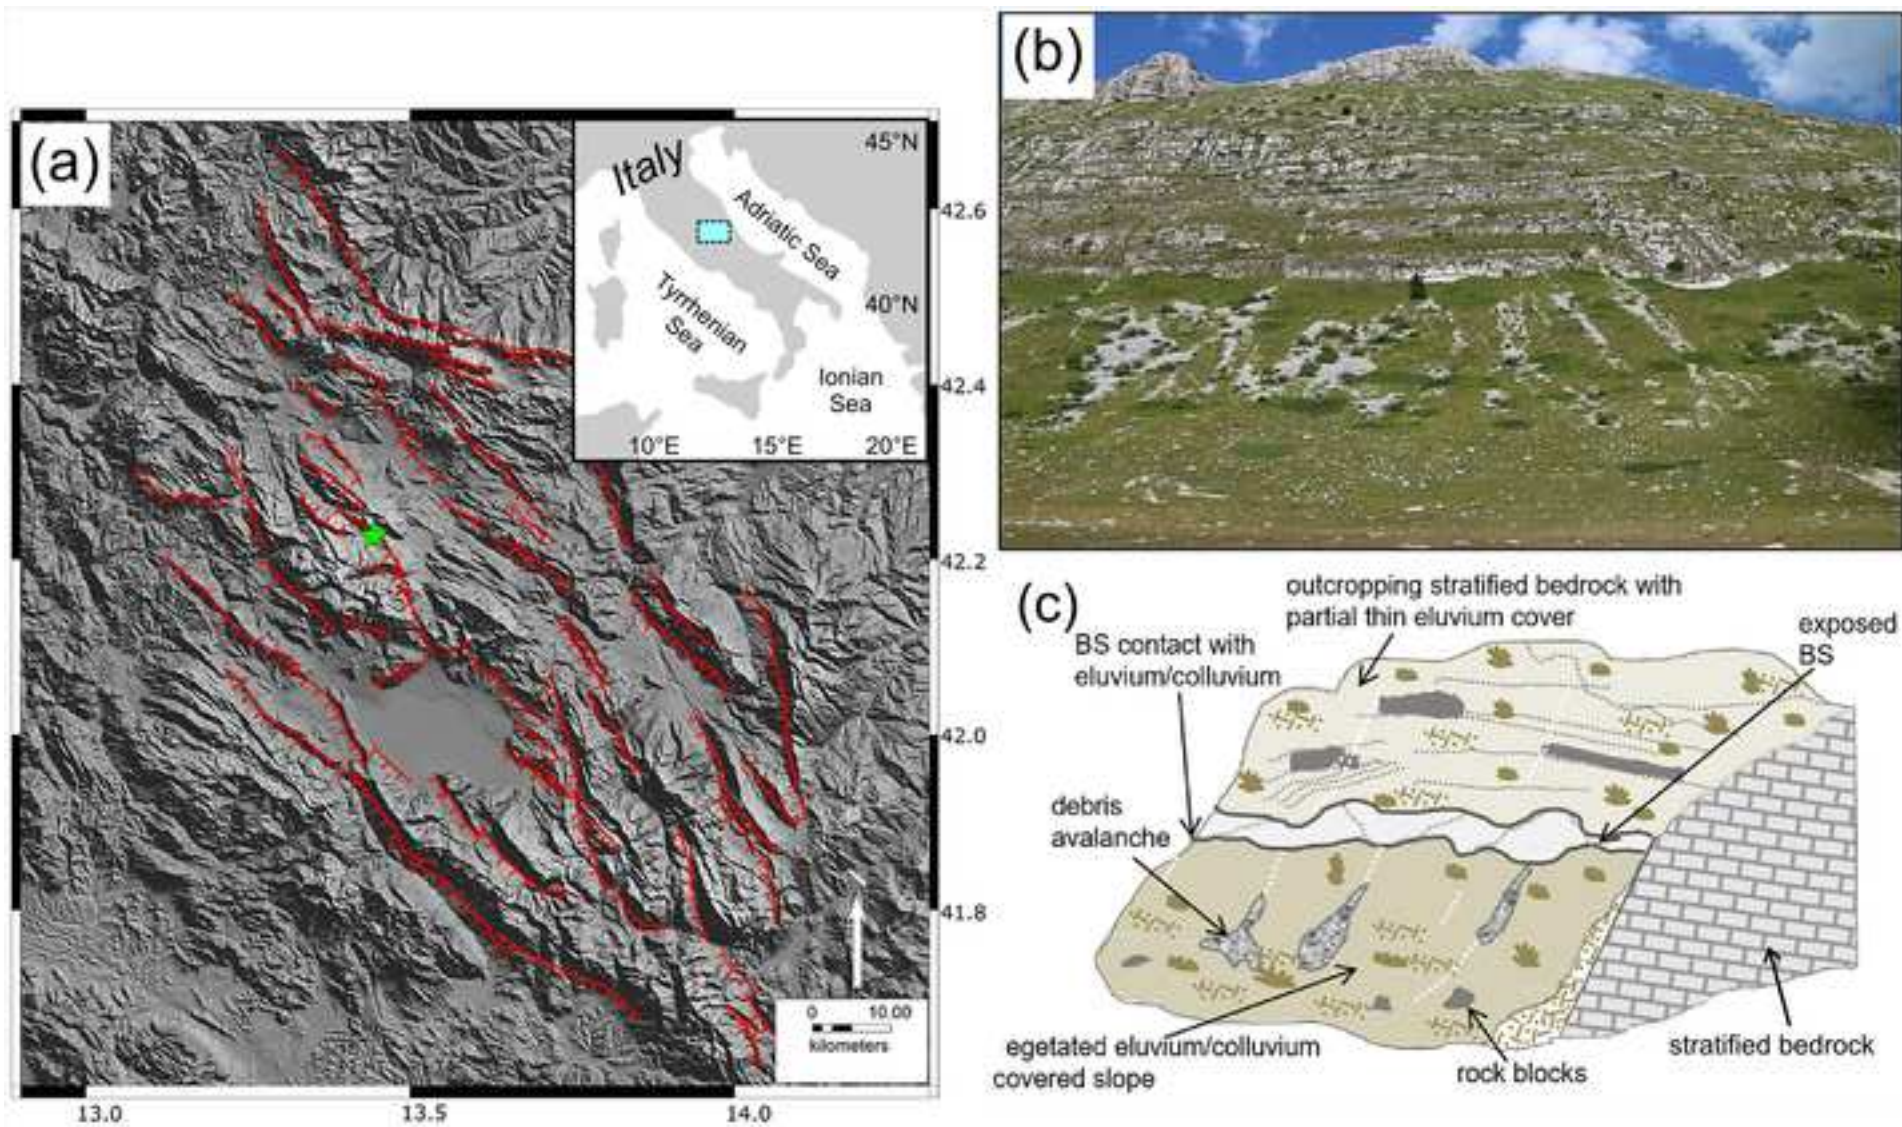 (a)
Italy
45°N
Adriatic Sea
40°N
Tyrrhenian
Sea
Ionian
Sea
10°E
15°E
20°E
42.6
42.4
42.2
42.0
41.8
0
10.00
kilometers
13.0
13.5
14.0
(b)
(c)
outcropping stratified bedrock with
partial thin eluvium cover
BS contact with
eluvium/colluvium
exposed
BS
debris
avalanche
egetated eluvium/colluvium
covered slope
rock blocks
stratified bedrock